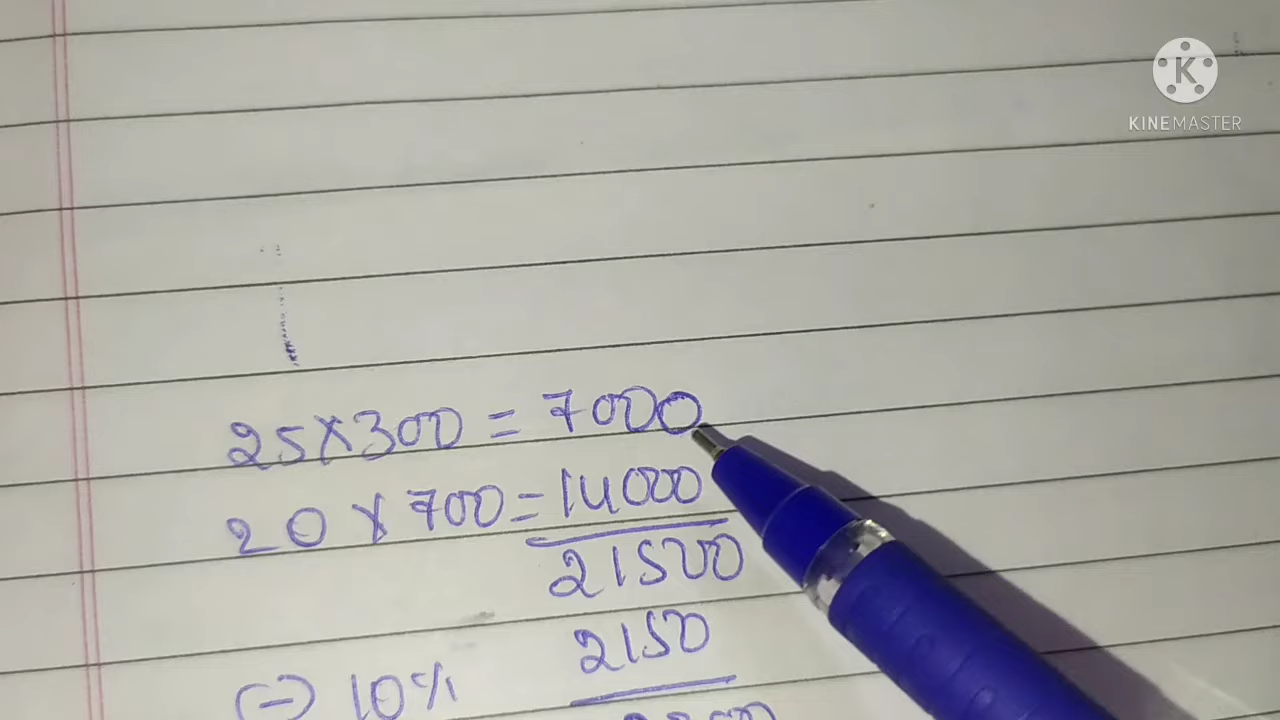 KINEMASTER
25×300 = 7000
20 × 700 = 14000
21500
2150
(-) 10%